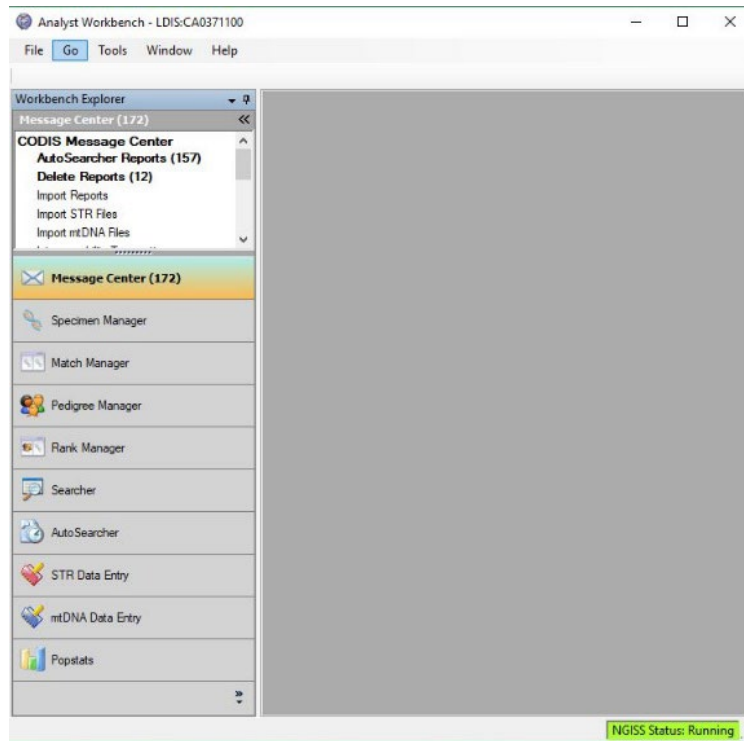 Analyst Workbench - LDIS:CA0371100
File Go Tools Window Help
Workbench Explorer
Message Center (172)
CODIS Message Center
AutoSearcher Reports (157)
Delete Reports (12)
Import Reports
Import STR Files
Import mtDNA Files
Message Center (172)
Specimen Manager
Match Manager
Pedigree Manager
Rank Manager
Searcher
AutoSearcher
STR Data Entry
mtDNA Data Entry
Popstats
NGISS Status: Running